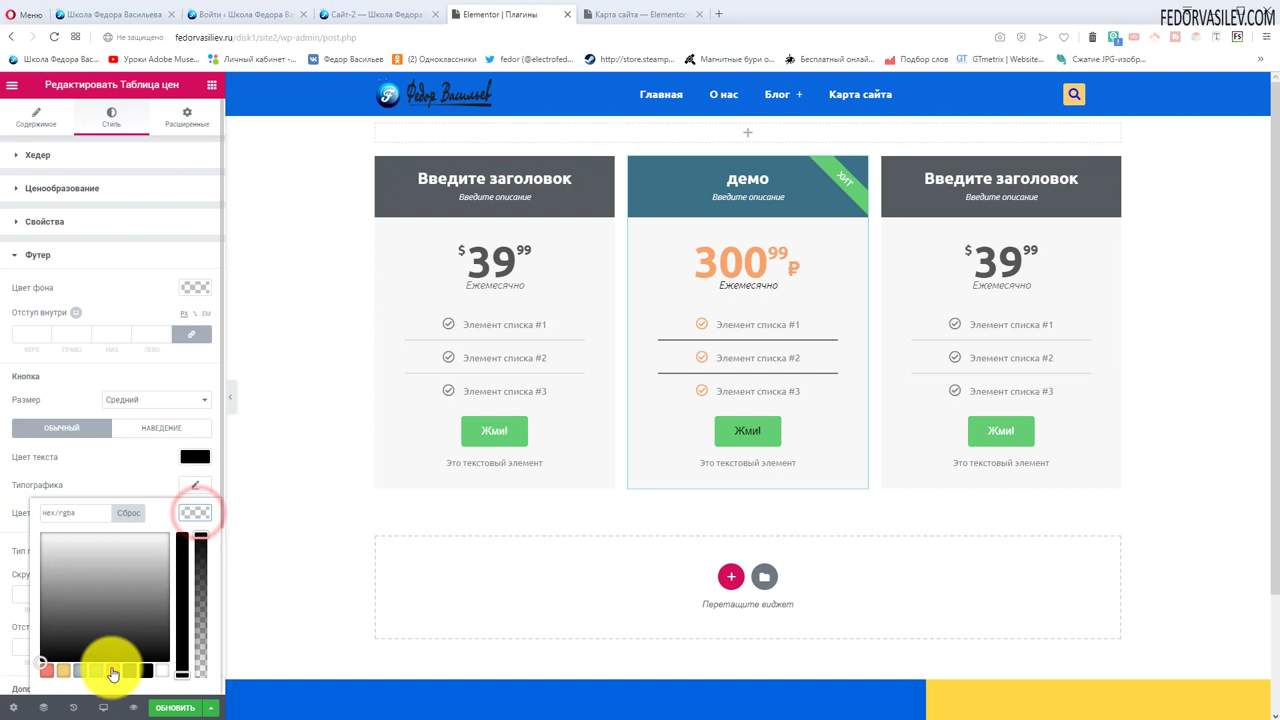 Меню
Школа Федора Васильева
Войти ‹ Школа Федора В
Сайт-2 — Школа Федора
Elementor | Плагины
Карта сайта — Elementor
FEDORVASILEV.COM
Не защищено
fedorvasiliev.ru/disk1/site2/wp-admin/post.php
Школа Федора Вас...
Уроки Adobe Muse...
Личный кабинет -...
Федор Васильев
(2) Одноклассники
fedor (@electrofed...
http://store.steamp...
Магнитные бури о...
Бесплатный онлай...
Подбор слов
GTmetrix | Website...
Сжатие JPG-изобр...
Редактировать Таблица цен
Содержимое
Стиль
Расширенные
Хедер
Ценообразование
Свойства
Футер
Цвет фона
Отступ внутри
PX % EM
ВЕРХ ПРАВО НИЗ ЛЕВО
Кнопка
Размер
Средний
ОБЫЧНЫЙ
НАВЕДЕНИЕ
Цвет текста
Типографика
Цвет
Hex/rgba
Сброс
Тип
Скру
Отст
Допо
ОБНОВИТЬ
Федор Васильев
Главная
О нас
Блог +
Карта сайта
Введите заголовок
Введите описание
$39 99
Ежемесячно
Элемент списка #1
Элемент списка #2
Элемент списка #3
Жми!
Это текстовый элемент
демо
ХИТ
Введите описание
300 99 ₽
Ежемесячно
Элемент списка #1
Элемент списка #2
Элемент списка #3
Жми!
Это текстовый элемент
Введите заголовок
Введите описание
$39 99
Ежемесячно
Элемент списка #1
Элемент списка #2
Элемент списка #3
Жми!
Это текстовый элемент
Перетащите виджет